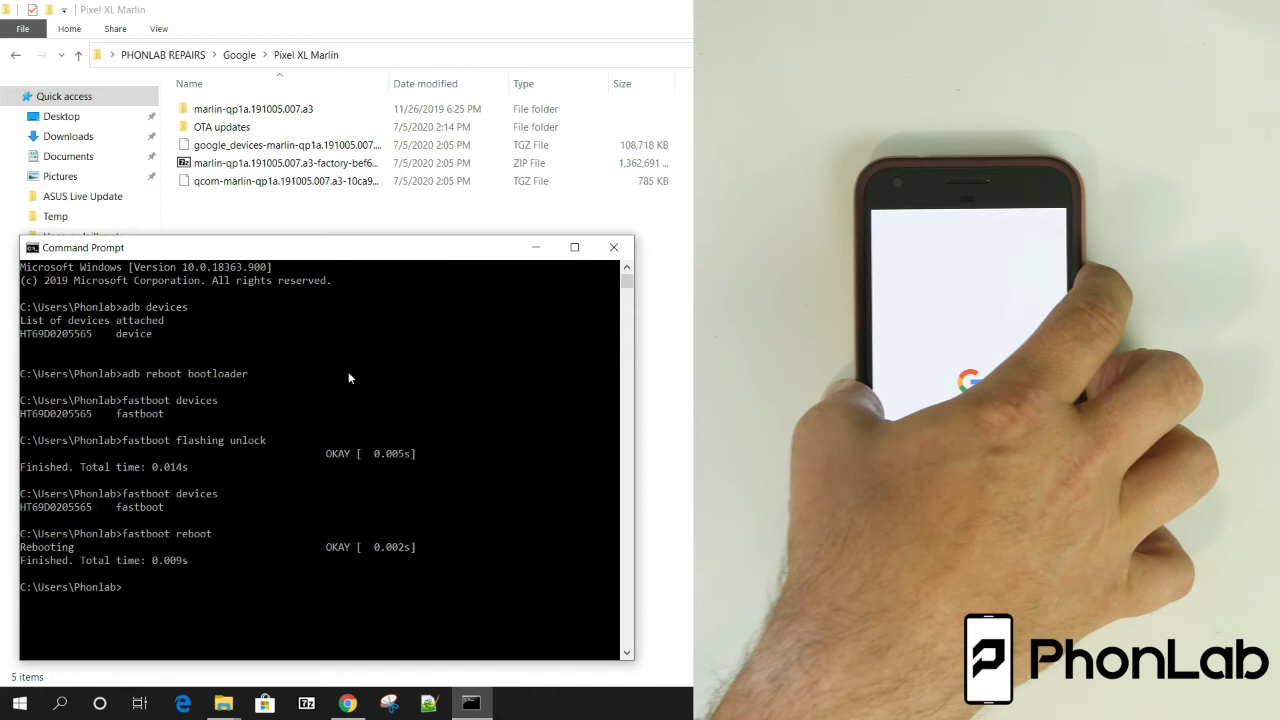 Pixel XL Marlin
File Home Share View
PHONLAB REPAIRS Google Pixel XL Marlin
Name Date modified Type Size
Quick access
Desktop
Downloads
Documents
Pictures
ASUS Live Update
Temp
marlin-qp1a.191005.007.a3 11/26/2019 6:25 PM File folder
OTA updates 7/5/2020 2:14 PM File folder
google_devices-marlin-qp1a.191005.007.... 7/5/2020 2:05 PM TGZ File 108,718 KB
marlin-qp1a.191005.007.a3-factory-bef6... 7/5/2020 2:05 PM ZIP File 1,362,691 ...
qcom-marlin-qp1a.191005.007.a3-10ca9... 7/5/2020 2:05 PM TGZ File 785 KB
Command Prompt
Microsoft Windows [Version 10.0.18363.900]
(c) 2019 Microsoft Corporation. All rights reserved.
C:\Users\Phonlab>adb devices
List of devices attached
HT69D0205565 device
C:\Users\Phonlab>adb reboot bootloader
C:\Users\Phonlab>fastboot devices
HT69D0205565 fastboot
C:\Users\Phonlab>fastboot flashing unlock
OKAY [ 0.005s]
Finished. Total time: 0.014s
C:\Users\Phonlab>fastboot devices
HT69D0205565 fastboot
C:\Users\Phonlab>fastboot reboot
Rebooting OKAY [ 0.002s]
Finished. Total time: 0.009s
C:\Users\Phonlab>
5 items
7z
G
PhonLab